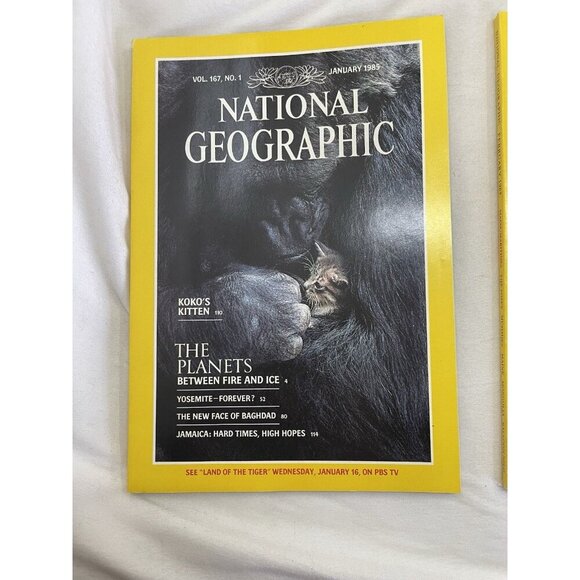 VOL. 167, NO. 1
JANUARY 1985
NATIONAL
GEOGRAPHIC
KOKO'S
KITTEN 110
THE
PLANETS
BETWEEN FIRE AND ICE 4
YOSEMITE—FOREVER? 52
THE NEW FACE OF BAGHDAD 80
JAMAICA: HARD TIMES, HIGH HOPES 114
SEE "LAND OF THE TIGER" WEDNESDAY, JANUARY 16, ON PBS TV